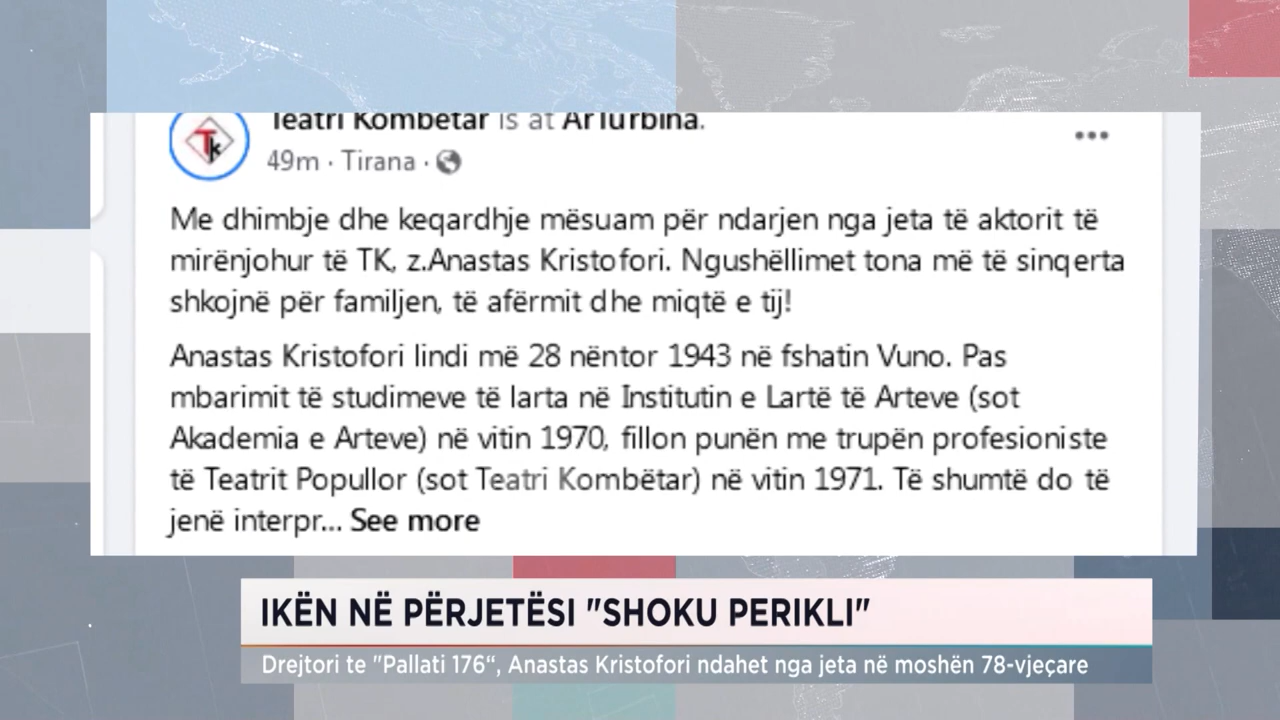 Teatri Kombëtar is at ArTurbina.
49m · Tirana ·
Me dhimbje dhe keqardhje mësuam për ndarjen nga jeta të aktorit të
mirënjohur të TK, z.Anastas Kristofori. Ngushëllimet tona më të sinqerta
shkojnë për familjen, të afërmit dhe miqtë e tij!
Anastas Kristofori lindi më 28 nëntor 1943 në fshatin Vuno. Pas
mbarimit të studimeve të larta në Institutin e Lartë të Arteve (sot
Akademia e Arteve) në vitin 1970, fillon punën me trupën profesioniste
të Teatrit Popullor (sot Teatri Kombëtar) në vitin 1971. Të shumtë do të
jenë interpr... See more
IKËN NË PËRJETËSI "SHOKU PERIKLI"
Drejtori te "Pallati 176“, Anastas Kristofori ndahet nga jeta në moshën 78-vjeçare